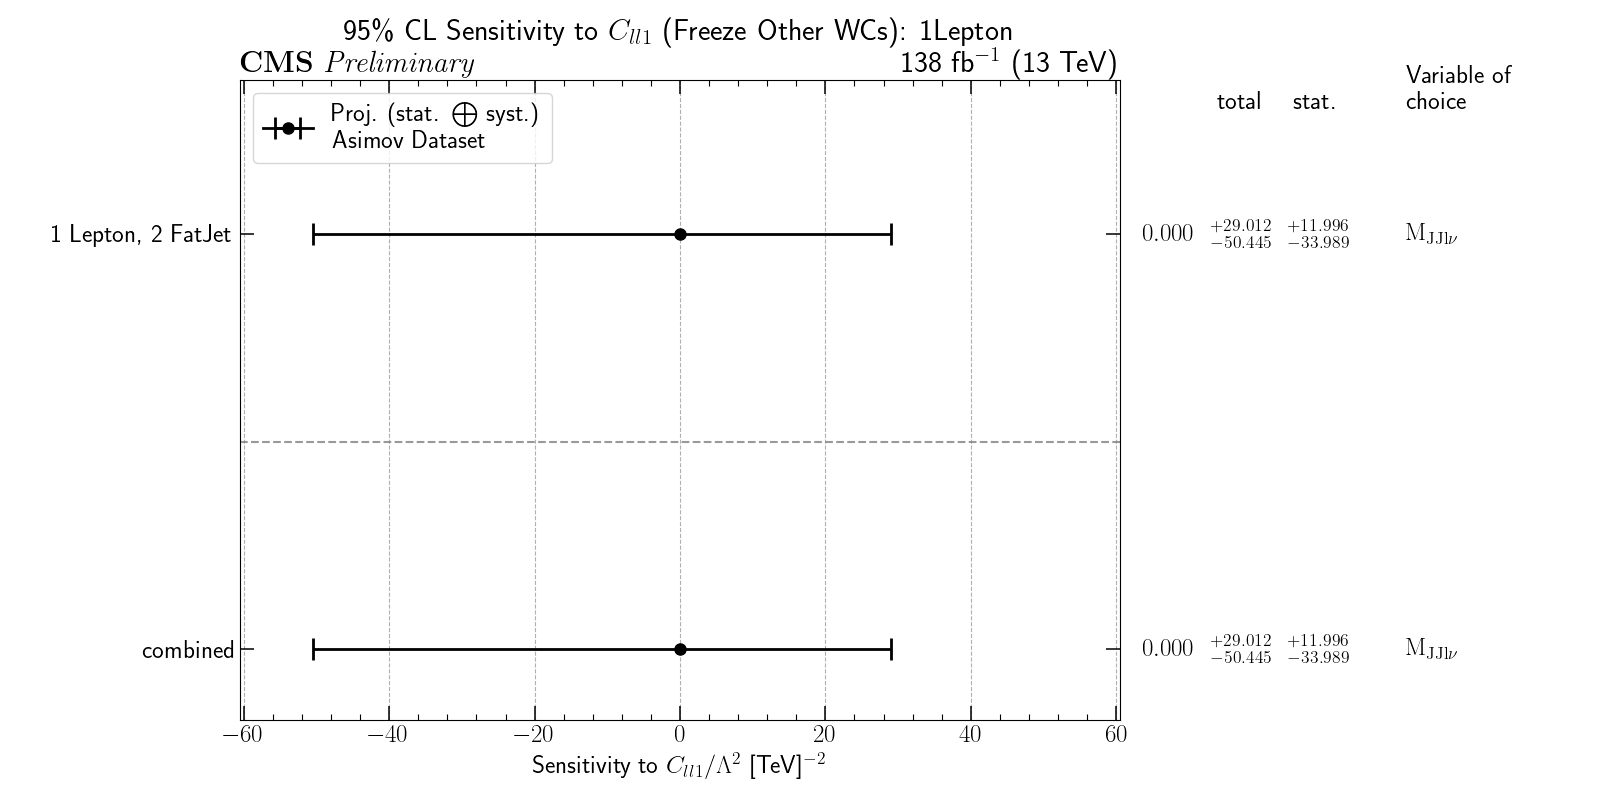 95% CL Sensitivity to C_{ll1} (Freeze Other WCs): 1Lepton
CMS Preliminary 138 fb^{−1} (13 TeV)
Variable of
choice
total stat.
Proj. (stat. ⨁ syst.)
Asimov Dataset
1 Lepton, 2 FatJet 0.000 +29.012 −50.445 +11.996 −33.989 M_{JJlν}
combined 0.000 +29.012 −50.445 +11.996 −33.989 M_{JJlν}
−60 −40 −20 0 20 40 60
Sensitivity to C_{ll1}/Λ^{2} [TeV]^{−2}